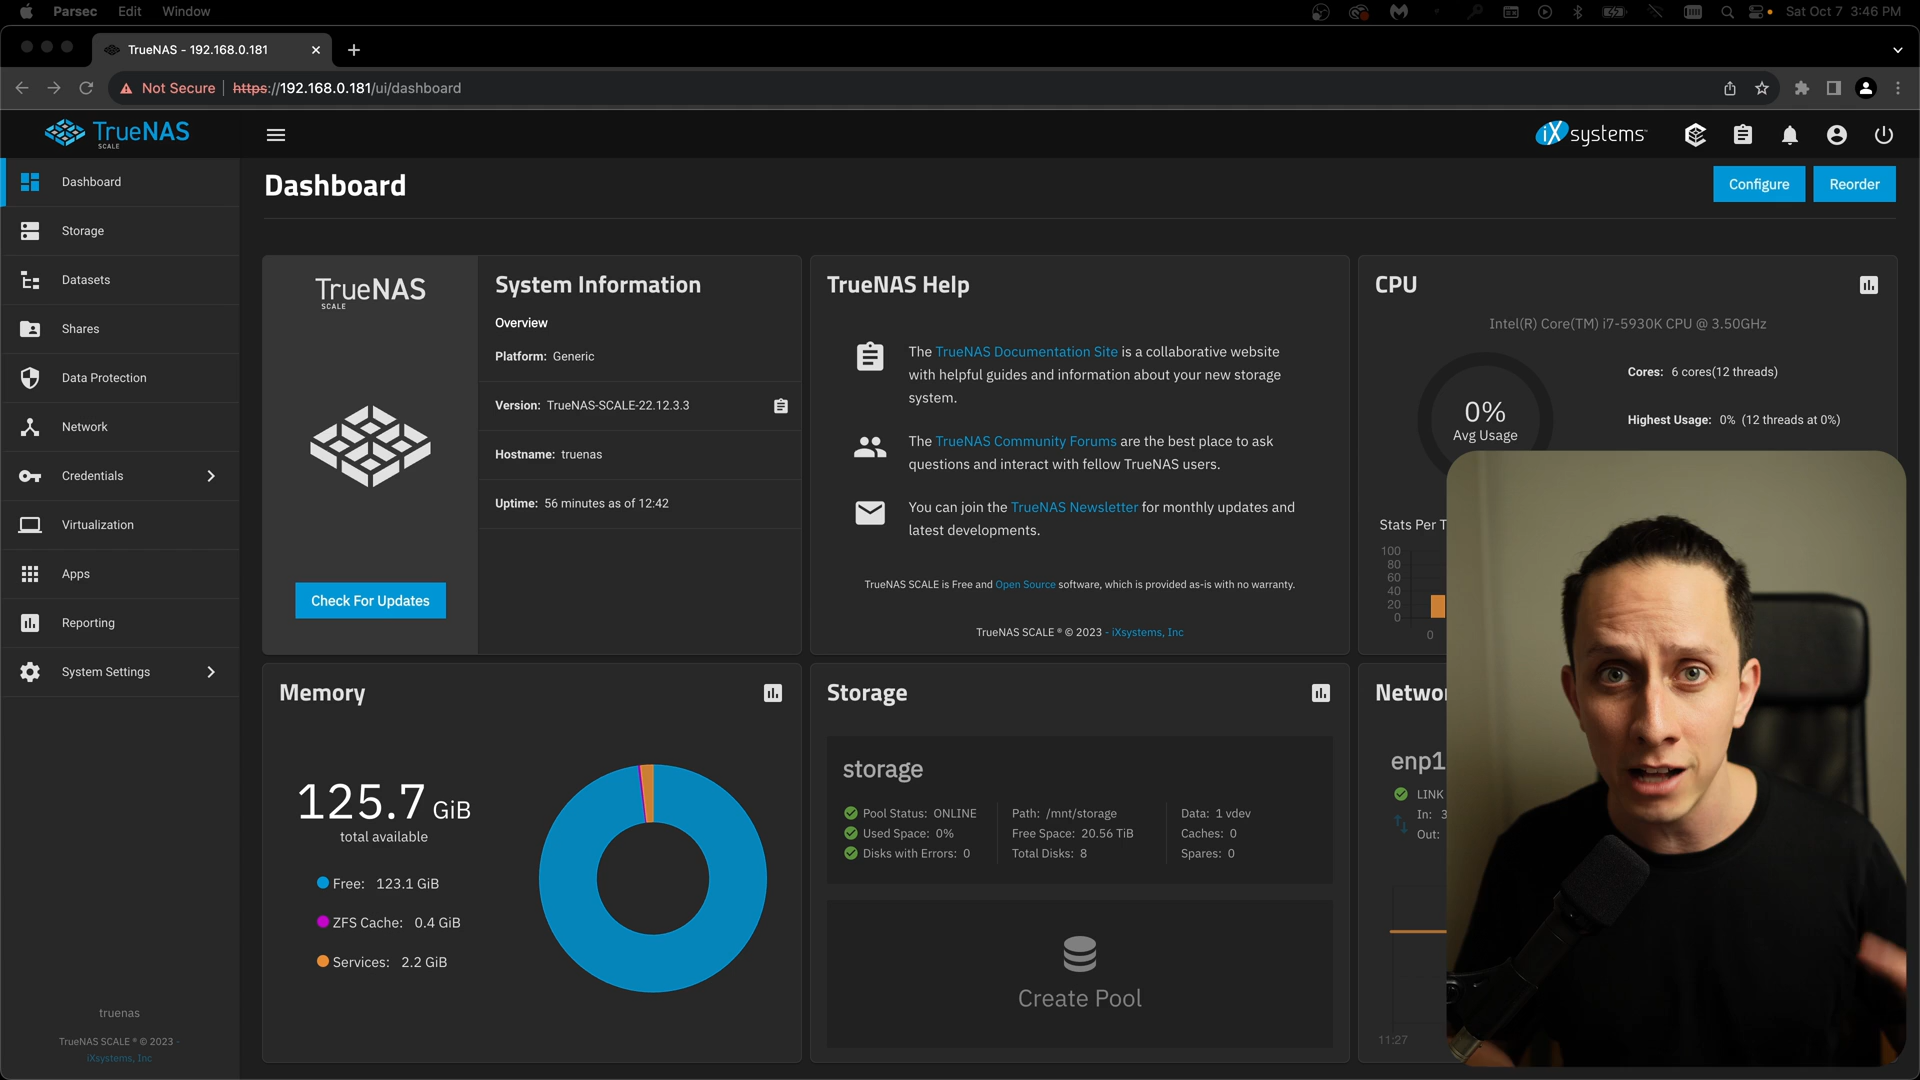 Parsec Edit Window
Sat Oct 7 3:46 PM
TrueNAS - 192.168.0.181
Not Secure https://192.168.0.181/ui/dashboard
TrueNAS
SCALE
iXsystems
Dashboard
Storage
Datasets
Shares
Data Protection
Network
Credentials
Virtualization
Apps
Reporting
System Settings
truenas
TrueNAS SCALE ® © 2023 -
iXsystems, Inc
Dashboard
Configure
Reorder
TrueNAS
SCALE
Check For Updates
System Information
Overview
Platform: Generic
Version: TrueNAS-SCALE-22.12.3.3
Hostname: truenas
Uptime: 56 minutes as of 12:42
TrueNAS Help
The TrueNAS Documentation Site is a collaborative website
with helpful guides and information about your new storage
system.
The TrueNAS Community Forums are the best place to ask
questions and interact with fellow TrueNAS users.
You can join the TrueNAS Newsletter for monthly updates and
latest developments.
TrueNAS SCALE is Free and Open Source software, which is provided as-is with no warranty.
TrueNAS SCALE ® © 2023 - iXsystems, Inc
CPU
Intel(R) Core(TM) i7-5930K CPU @ 3.50GHz
0%
Avg Usage
Cores: 6 cores(12 threads)
Highest Usage: 0% (12 threads at 0%)
Stats Per T
100
80
60
40
20
0
0
Memory
125.7 GiB
total available
Free: 123.1 GiB
ZFS Cache: 0.4 GiB
Services: 2.2 GiB
Storage
storage
Pool Status: ONLINE
Used Space: 0%
Disks with Errors: 0
Path: /mnt/storage
Free Space: 20.56 TiB
Total Disks: 8
Data: 1 vdev
Caches: 0
Spares: 0
Create Pool
Networ
enp1
LINK
In: 3
Out:
11:27